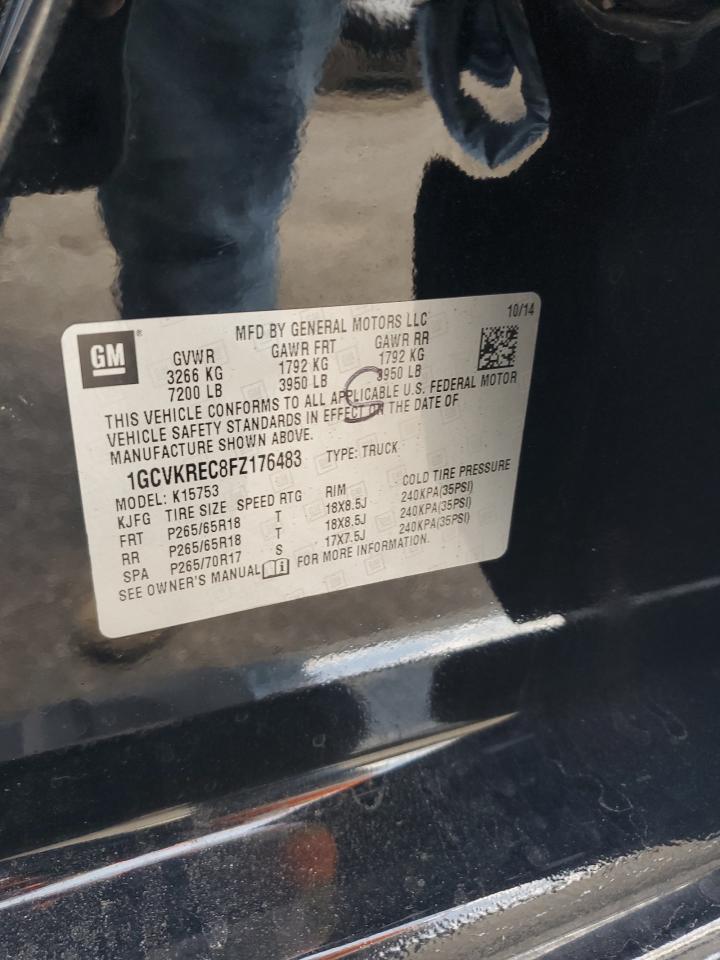 GM ®
MFD BY GENERAL MOTORS LLC
10/14
GVWR GAWR FRT GAWR RR
3266 KG 1792 KG 1792 KG
7200 LB 3950 LB 3950 LB
THIS VEHICLE CONFORMS TO ALL APPLICABLE U.S. FEDERAL MOTOR
VEHICLE SAFETY STANDARDS IN EFFECT ON THE DATE OF
MANUFACTURE SHOWN ABOVE.
1GCVKREC8FZ176483 TYPE: TRUCK
MODEL: K15753
KJFG TIRE SIZE SPEED RTG RIM COLD TIRE PRESSURE
FRT P265/65R18 T 18X8.5J 240KPA(35PSI)
RR P265/65R18 T 18X8.5J 240KPA(35PSI)
SPA P265/70R17 S 17X7.5J 240KPA(35PSI)
SEE OWNER'S MANUAL FOR MORE INFORMATION.